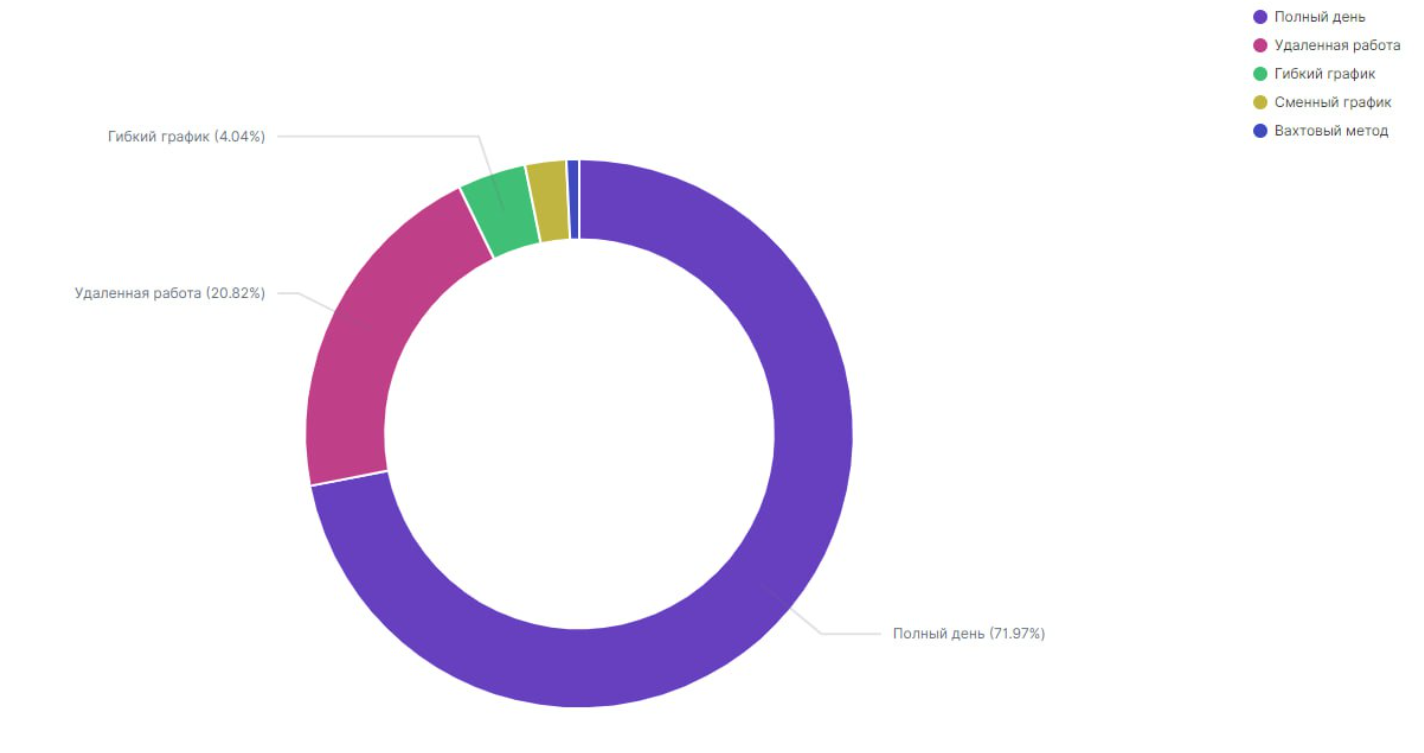 Полный день
Удаленная работа
Гибкий график
Сменный график
Вахтовый метод
Гибкий график (4.04%)
Удаленная работа (20.82%)
Полный день (71.97%)